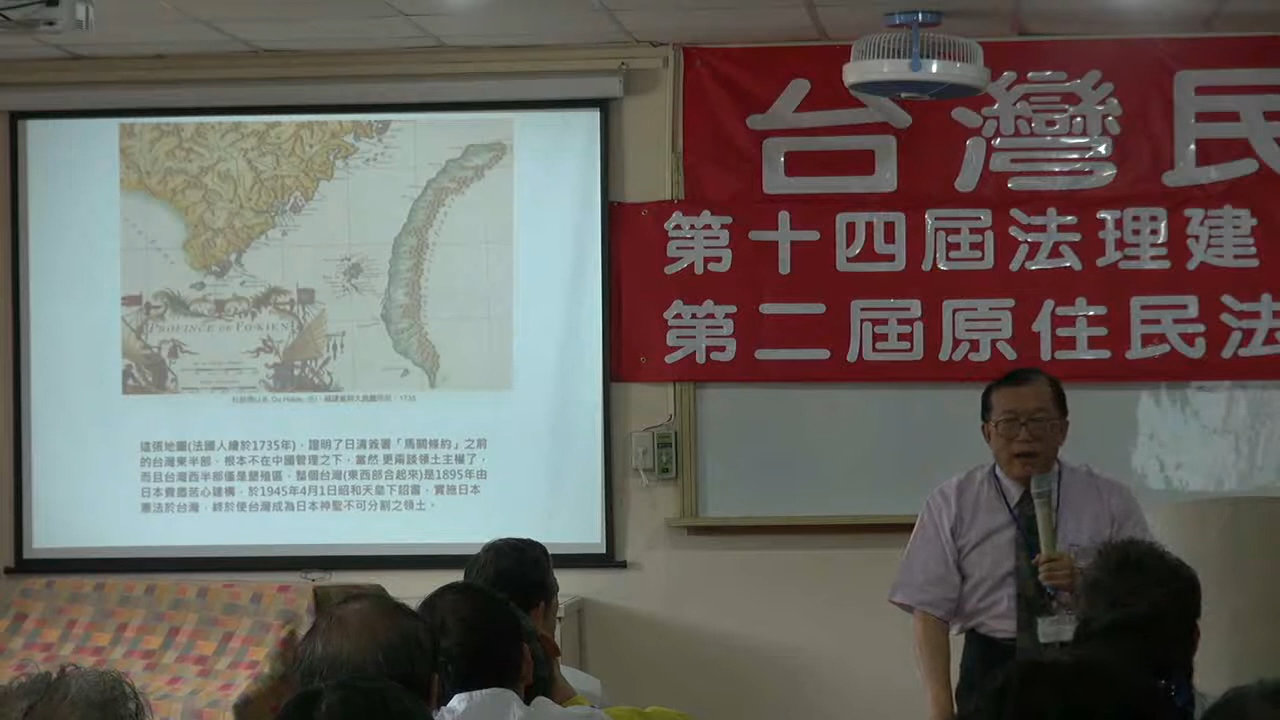 台灣民
第十四屆法理建
第二屆原住民法
PROVINCE OF FO-KIEN
這張地圖(法國人繪於1735年)，證明了日清簽署「馬關條約」之前
的台灣東半部，根本不在中國管理之下，當然 更兩談領土主權了，
而且台灣西半部僅是墾殖區，整個台灣(東西部合起來)是1895年由
日本費盡苦心建構，於1945年4月1日昭和天皇下詔書，實施日本
憲法於台灣，終於使台灣成為日本神聖不可分割之領土。